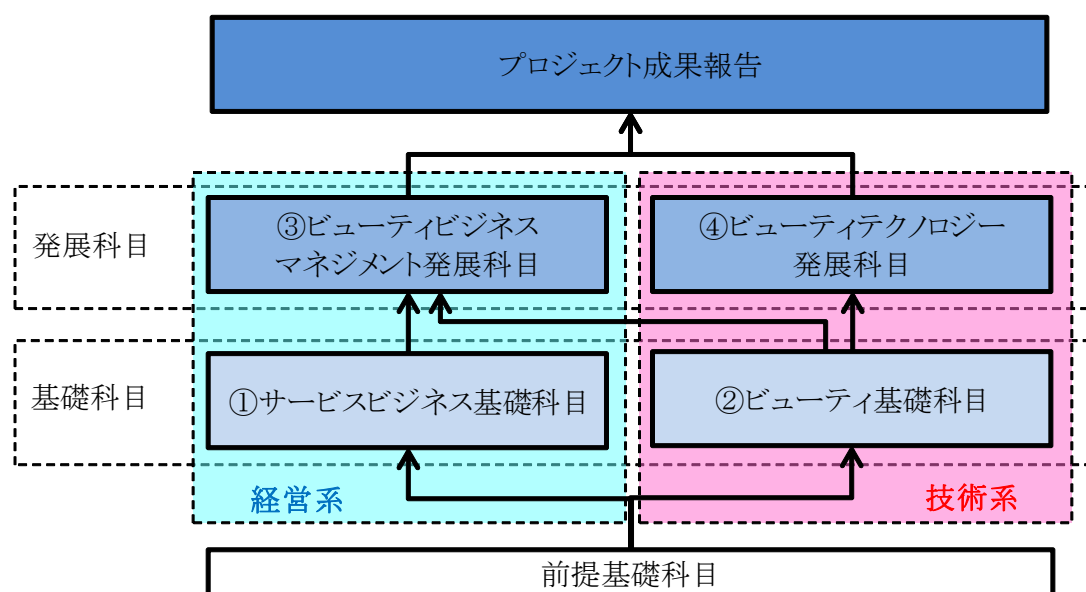 プロジェクト成果報告
発展科目
③ビューティビジネス
マネジメント発展科目
④ビューティテクノロジー
発展科目
基礎科目
①サービスビジネス基礎科目
②ビューティ基礎科目
経営系
技術系
前提基礎科目